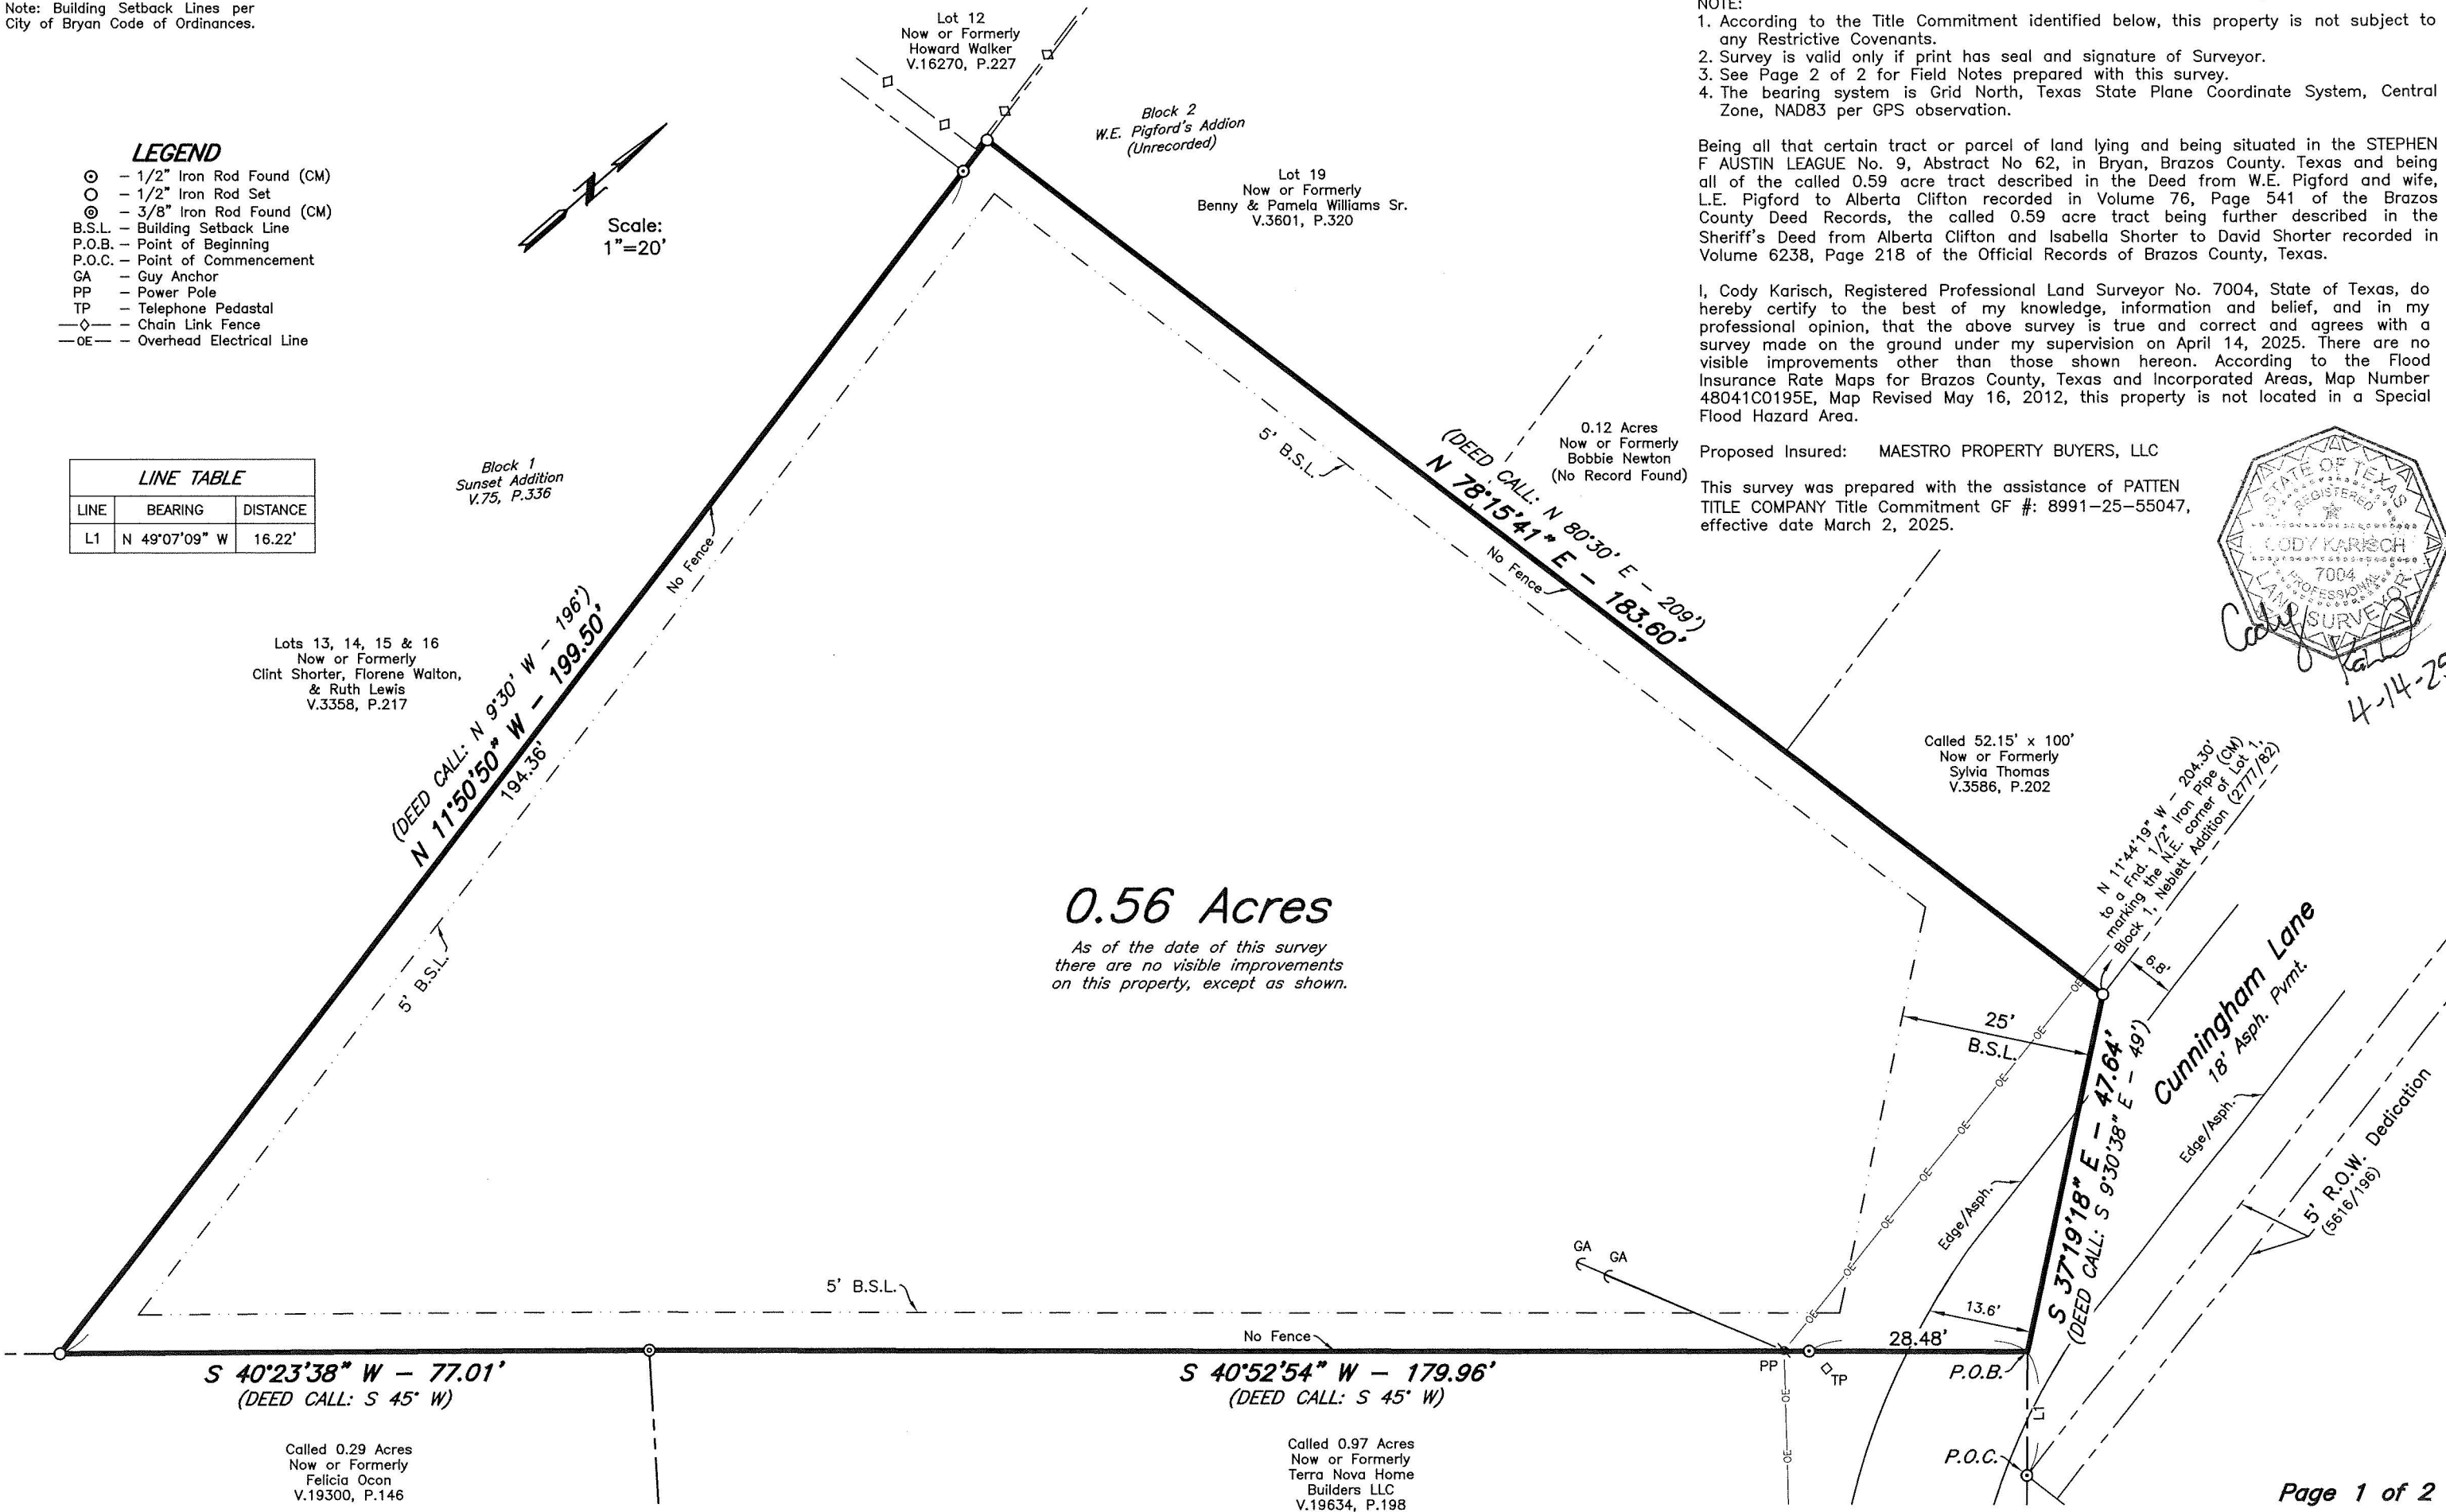 Note: Building Setback Lines per
City of Bryan Code of Ordinances.
Lot 12
Now or Formerly
Howard Walker
V.16270, P.227
NOTE:
1. According to the Title Commitment identified below, this property is not subject to
any Restrictive Covenants.
2. Survey is valid only if print has seal and signature of Surveyor.
3. See Page 2 of 2 for Field Notes prepared with this survey.
4. The bearing system is Grid North, Texas State Plane Coordinate System, Central
Zone, NAD83 per GPS observation.
Block 2
W.E. Pigford's Addion
(Unrecorded)
Lot 19
Now or Formerly
Benny & Pamela Williams Sr.
V.3601, P.320
LEGEND
– 1/2" Iron Rod Found (CM)
– 1/2" Iron Rod Set
– 3/8" Iron Rod Found (CM)
B.S.L. – Building Setback Line
P.O.B. – Point of Beginning
P.O.C. – Point of Commencement
GA – Guy Anchor
PP – Power Pole
TP – Telephone Pedastal
– Chain Link Fence
OE – Overhead Electrical Line
N
Scale:
1"=20'
Being all that certain tract or parcel of land lying and being situated in the STEPHEN
F AUSTIN LEAGUE No. 9, Abstract No 62, in Bryan, Brazos County. Texas and being
all of the called 0.59 acre tract described in the Deed from W.E. Pigford and wife,
L.E. Pigford to Alberta Clifton recorded in Volume 76, Page 541 of the Brazos
County Deed Records, the called 0.59 acre tract being further described in the
Sheriff's Deed from Alberta Clifton and Isabella Shorter to David Shorter recorded in
Volume 6238, Page 218 of the Official Records of Brazos County, Texas.
I, Cody Karisch, Registered Professional Land Surveyor No. 7004, State of Texas, do
hereby certify to the best of my knowledge, information and belief, and in my
professional opinion, that the above survey is true and correct and agrees with a
survey made on the ground under my supervision on April 14, 2025. There are no
visible improvements other than those shown hereon. According to the Flood
Insurance Rate Maps for Brazos County, Texas and Incorporated Areas, Map Number
48041C0195E, Map Revised May 16, 2012, this property is not located in a Special
Flood Hazard Area.
Proposed Insured: MAESTRO PROPERTY BUYERS, LLC
This survey was prepared with the assistance of PATTEN
TITLE COMPANY Title Commitment GF #: 8991–25–55047,
effective date March 2, 2025.
STATE OF TEXAS
REGISTERED
CODY KARISCH
7004
PROFESSIONAL
LAND SURVEYOR
Cody
4-14-25
LINE TABLE
LINE BEARING DISTANCE
L1 N 49°07'09" W 16.22'
Block 1
Sunset Addition
V.75, P.336
No Fence
5' B.S.L.
(DEED CALL: N 80°30' E – 209')
N 78°15'41" E – 183.60'
No Fence
0.12 Acres
Now or Formerly
Bobbie Newton
(No Record Found)
Lots 13, 14, 15 & 16
Now or Formerly
Clint Shorter, Florene Walton,
& Ruth Lewis
V.3358, P.217
(DEED CALL: N 9°30' W – 196')
N 11°50'50" W – 199.50'
194.36'
5' B.S.L.
Called 52.15' x 100'
Now or Formerly
Sylvia Thomas
V.3586, P.202
N 11°44'19" W – 204.30'
to a Fnd. 1/2" Iron Pipe (CM)
marking the N.E. corner of Lot 1,
Block 1, Neblett Addition (2777/82)
0.56 Acres
As of the date of this survey
there are no visible improvements
on this property, except as shown.
6.8'
25'
B.S.L.
OE
OE
OE
OE
OE
OE
OE
OE
S 37°19'18" E – 47.64'
(DEED CALL: S 9°30'38" E – 49')
Cunningham Lane
18' Asph. Pvmt.
Edge/Asph.
Edge/Asph.
5' R.O.W. Dedication
(5616/196)
GA
GA
5' B.S.L.
No Fence
13.6'
28.48'
S 40°23'38" W – 77.01'
(DEED CALL: S 45° W)
S 40°52'54" W – 179.96'
(DEED CALL: S 45° W)
PP
TP
P.O.B.
OE
OE
L1
P.O.C.
Called 0.29 Acres
Now or Formerly
Felicia Ocon
V.19300, P.146
Called 0.97 Acres
Now or Formerly
Terra Nova Home
Builders LLC
V.19634, P.198
Page 1 of 2